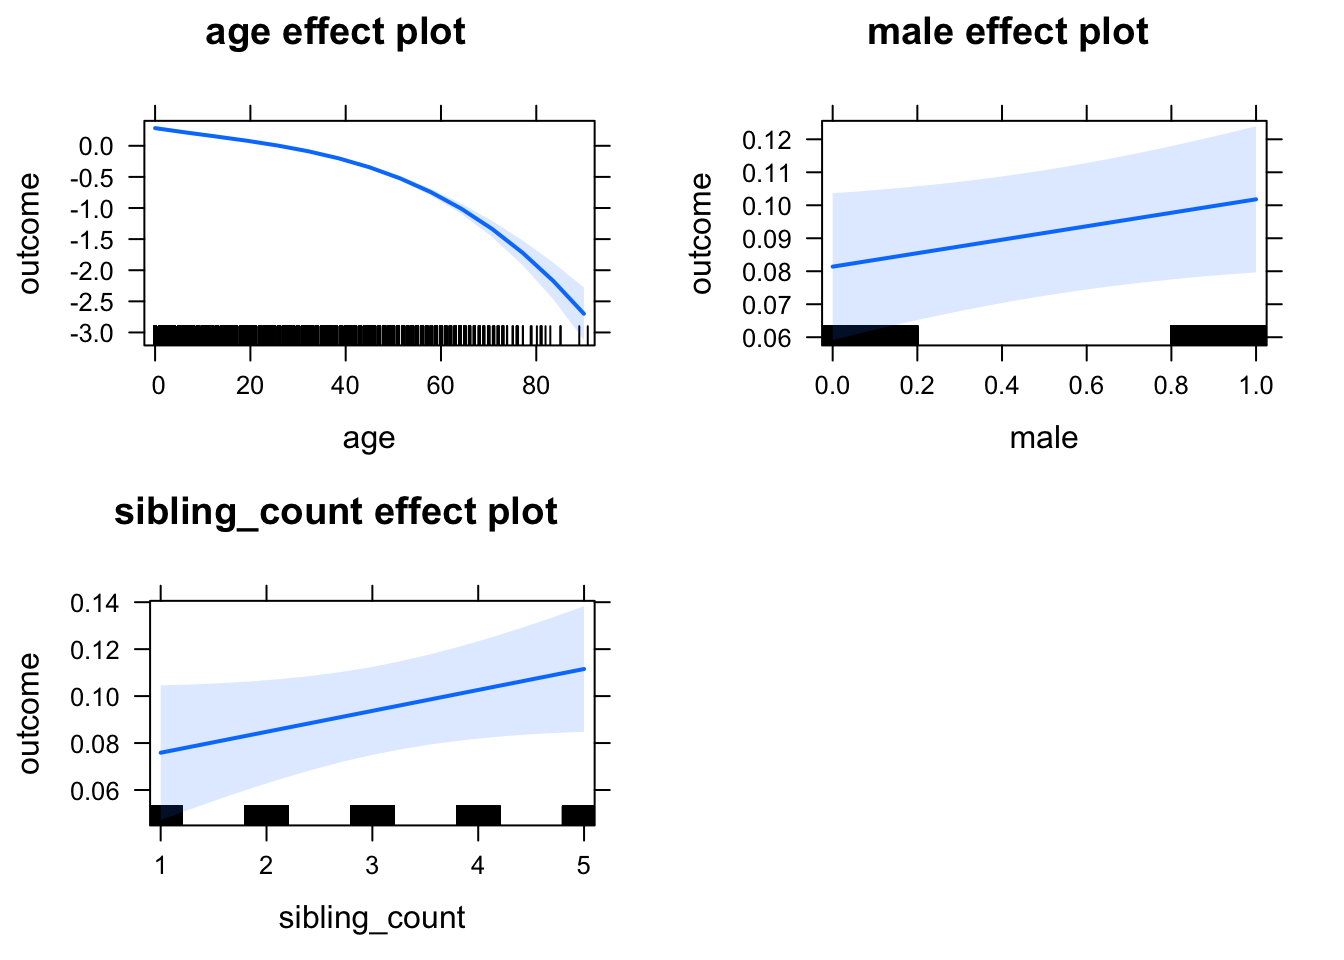 age effect plot
outcome
0.0
-0.5
-1.0
-1.5
-2.0
-2.5
-3.0
0 20 40 60 80
age
male effect plot
outcome
0.12
0.11
0.10
0.09
0.08
0.07
0.06
0.0 0.2 0.4 0.6 0.8 1.0
male
sibling_count effect plot
outcome
0.14
0.12
0.10
0.08
0.06
1 2 3 4 5
sibling_count